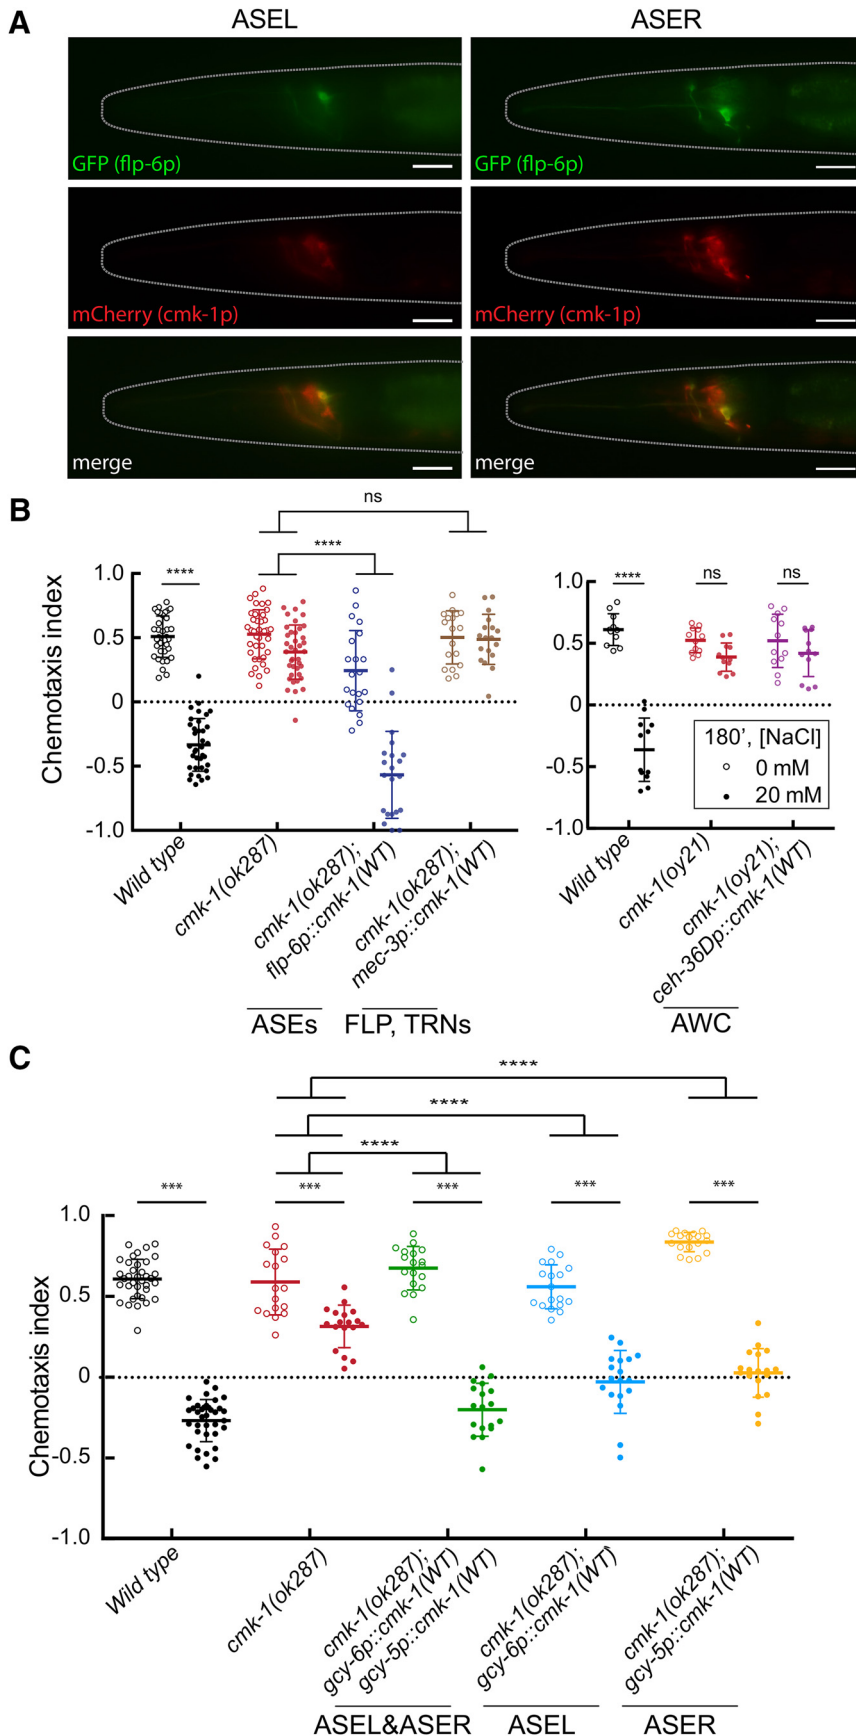 A
ASEL
ASER
GFP (flp-6p)
GFP (flp-6p)
mCherry (cmk-1p)
mCherry (cmk-1p)
merge
merge
B
ns
****
Chemotaxis index
1.0
0.5
0
-0.5
-1.0
****
Wild type
cmk-1(ok287)
cmk-1(ok287);
flp-6p::cmk-1(WT)
cmk-1(ok287);
mec-3p::cmk-1(WT)
ASEs
FLP, TRNs
1.0
0.5
0
-0.5
-1.0
****
ns
ns
180', [NaCl]
0 mM
20 mM
Wild type
cmk-1(oy21)
cmk-1(oy21);
ceh-36Dp::cmk-1(WT)
AWC
C
****
****
****
***
***
***
***
***
Chemotaxis index
1.0
0.5
0
-0.5
-1.0
Wild type
cmk-1(ok287)
cmk-1(ok287);
gcy-6p::cmk-1(WT)
gcy-5p::cmk-1(WT)
cmk-1(ok287);
gcy-6p::cmk-1(WT)
cmk-1(ok287);
gcy-5p::cmk-1(WT)
ASEL&ASER
ASEL
ASER